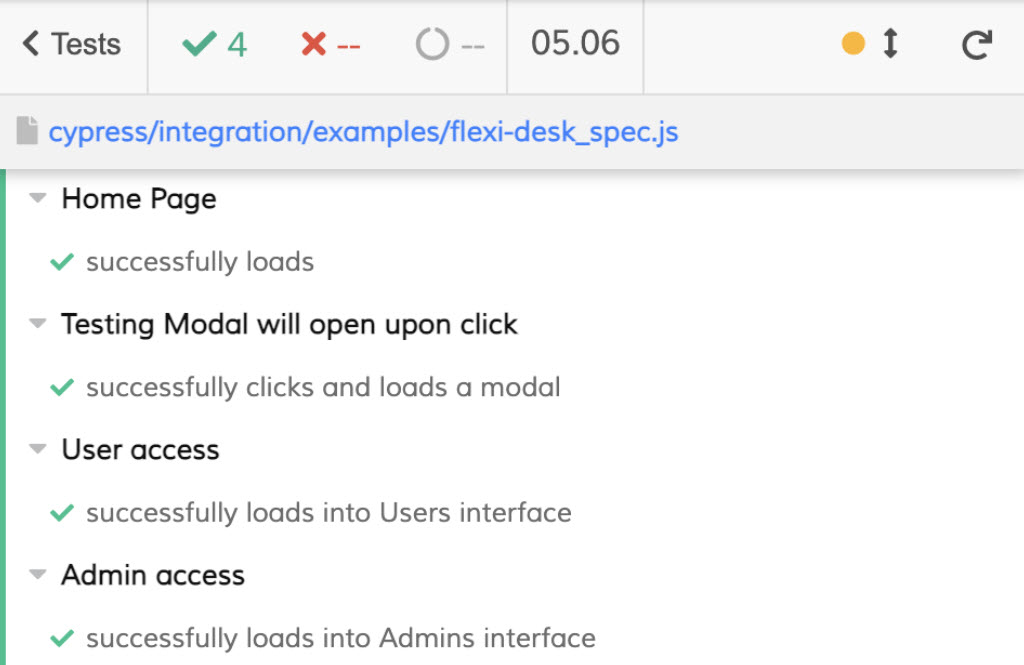 Tests 4 -- -- 05.06
cypress/integration/examples/flexi-desk_spec.js
Home Page
successfully loads
Testing Modal will open upon click
successfully clicks and loads a modal
User access
successfully loads into Users interface
Admin access
successfully loads into Admins interface